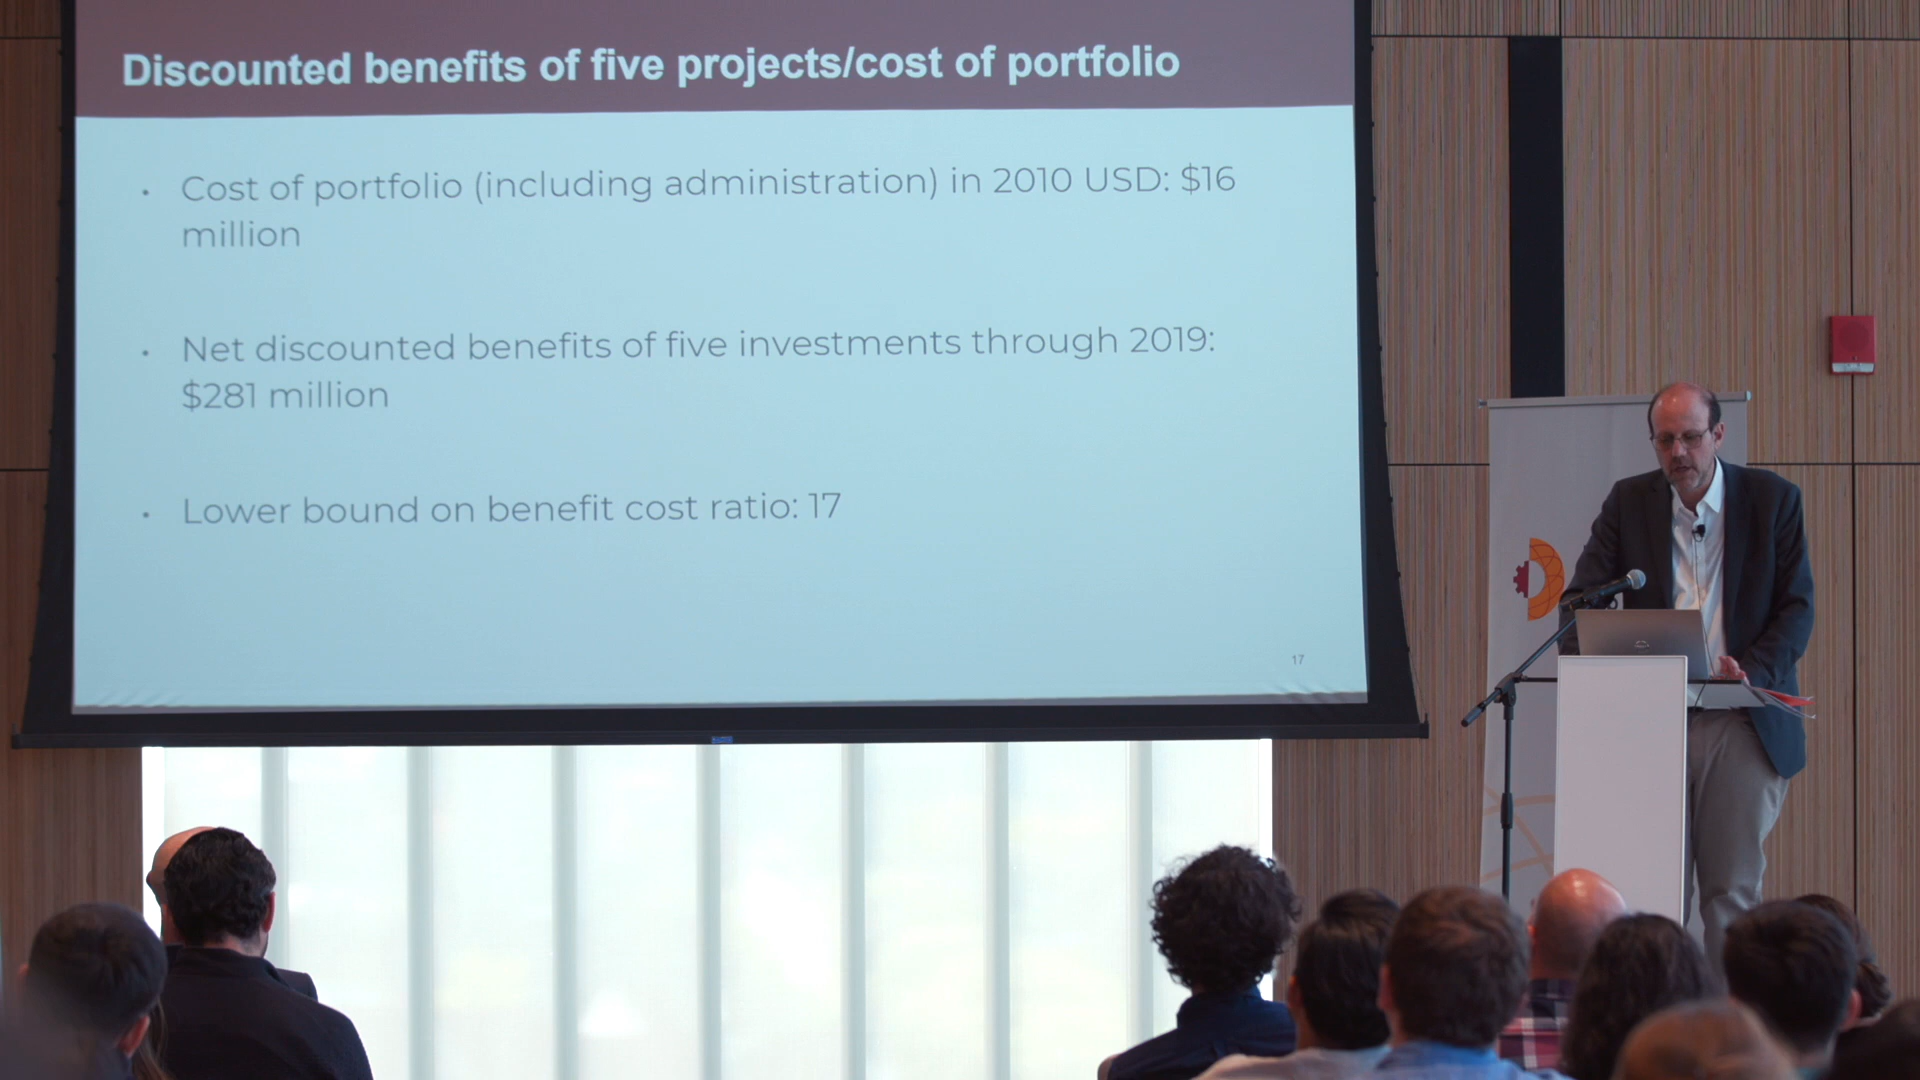 Discounted benefits of five projects/cost of portfolio
• Cost of portfolio (including administration) in 2010 USD: $16
million
• Net discounted benefits of five investments through 2019:
$281 million
• Lower bound on benefit cost ratio: 17
17